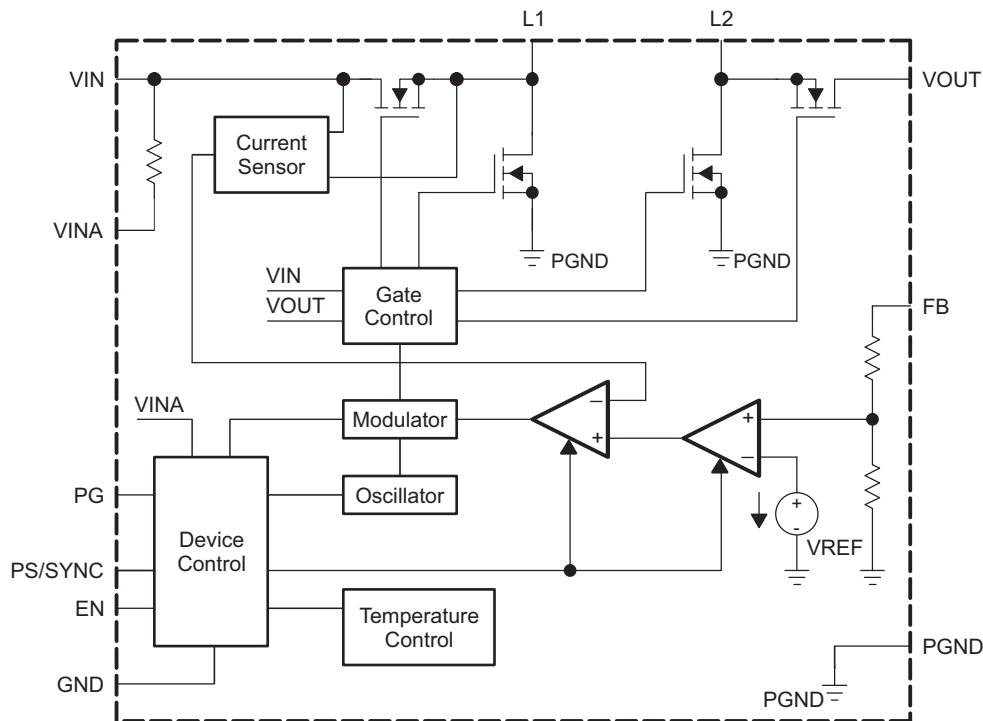 L1
L2
VIN
VOUT
Current
Sensor
VINA
PGND
PGND
VIN
VOUT
Gate
Control
FB
VINA
Modulator
–
+
+
–
PG
Oscillator
Device
Control
+
-
VREF
PS/SYNC
EN
Temperature
Control
PGND
GND
PGND